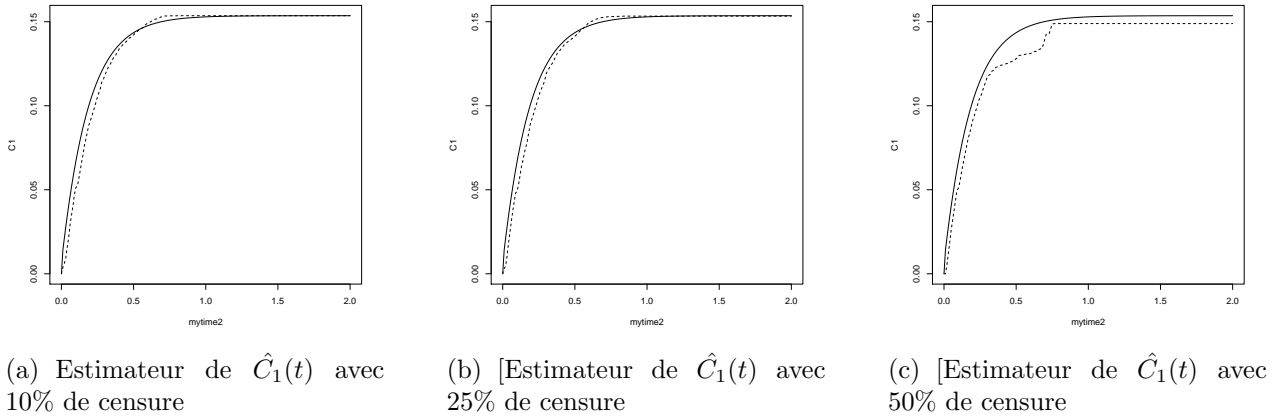 0.00
0.05
0.10
0.15
C1
0.0
0.5
1.0
1.5
2.0
mytime2
0.00
0.05
0.10
0.15
C1
0.0
0.5
1.0
1.5
2.0
mytime2
0.00
0.05
0.10
0.15
C1
0.0
0.5
1.0
1.5
2.0
mytime2
(a) Estimateur de Ĉ₁(t) avec
10% de censure
(b) [Estimateur de Ĉ₁(t) avec
25% de censure
(c) [Estimateur de Ĉ₁(t) avec
50% de censure